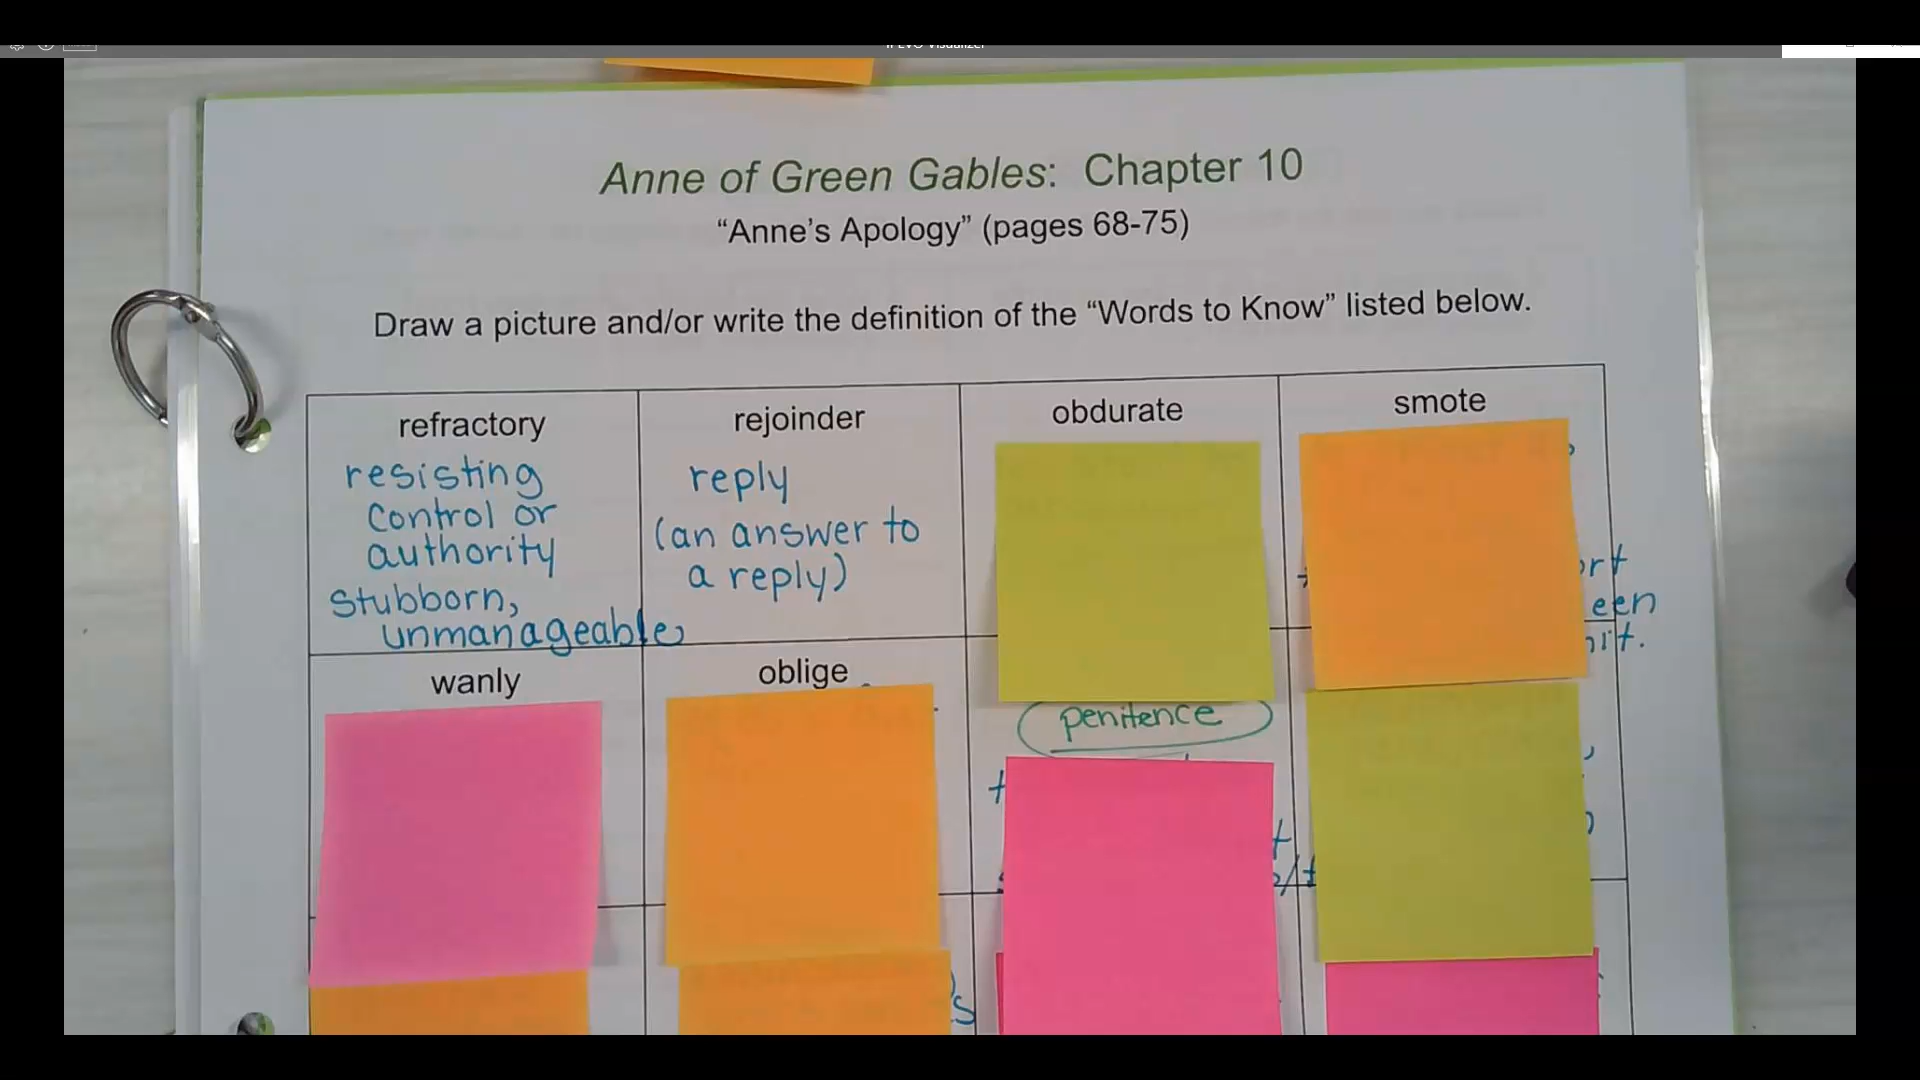 Anne of Green Gables: Chapter 10
“Anne’s Apology” (pages 68-75)
Draw a picture and/or write the definition of the “Words to Know” listed below.
refractory
resisting
control or
authority
stubborn,
unmanageable
rejoinder
reply
(an answer to
a reply)
obdurate
smote
wanly
oblige
penitence